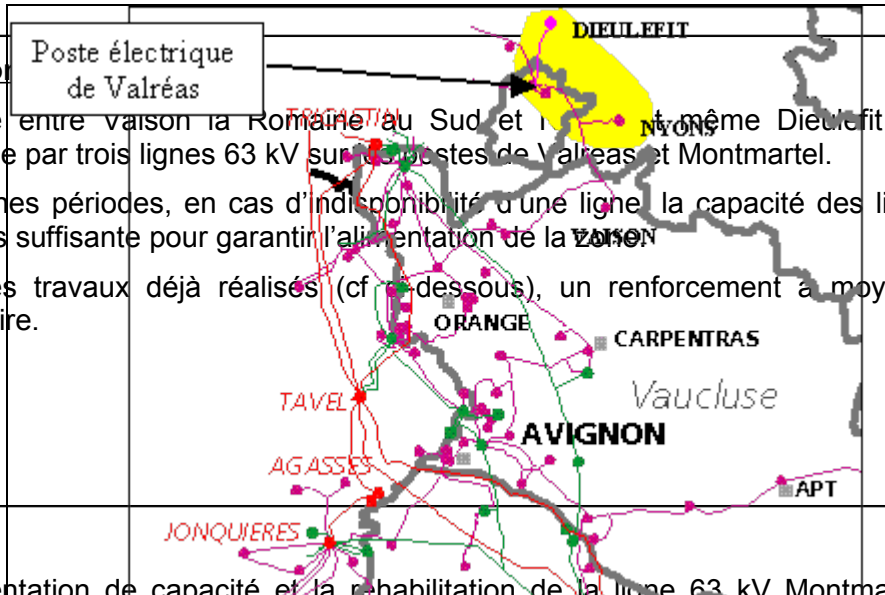 DIEULEFIT
Poste électrique
de Valréas
TRICASTIN
entre Vaison la Romaine au Sud et même Dieulefit
NYONS
e par trois lignes 63 kV sur les postes de Valréas et Montmartel.
nes périodes, en cas d'indisponibilité d'une ligne, la capacité des li
s suffisante pour garantir l'alimentation de la zone.
VAISON
es travaux déjà réalisés (cf ci-dessous), un renforcement à moy
ire.
ORANGE
CARPENTRAS
TAVEL
Vaucluse
AVIGNON
AGASSES
APT
JONQUIERES
entation de capacité et la réhabilitation de la ligne 63 kV Montma